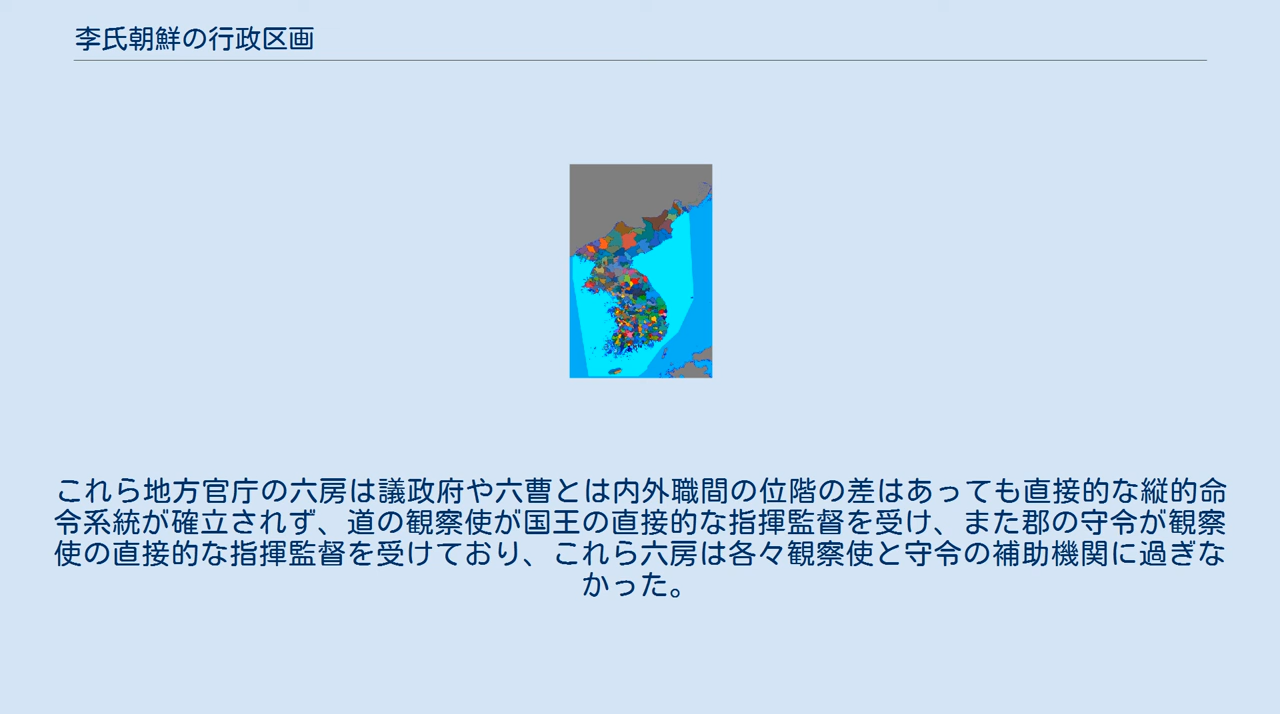 李氏朝鮮の行政区画
これら地方官庁の六房は議政府や六曹とは内外職間の位階の差はあっても直接的な縦的命
令系統が確立されず、道の観察使が国王の直接的な指揮監督を受け、また郡の守令が観察
使の直接的な指揮監督を受けており、これら六房は各々観察使と守令の補助機関に過ぎな
かった。